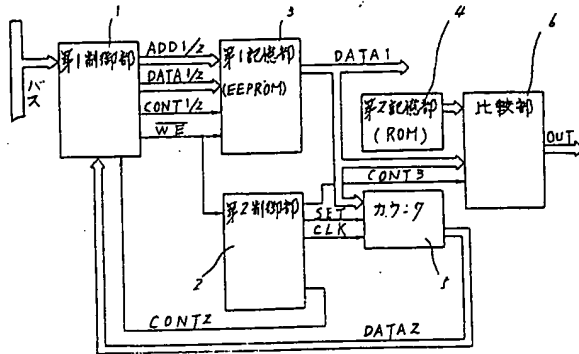 1
3
4
6
バス
第1制御部
ADD1/2
DATA1/2
CONT1/2
WE
第1記憶部
(EEPROM)
DATA1
第2記憶部
(ROM)
比較部
OUT
CONT3
第2制御部
SET
CLK
カウンタ
2
5
CONT2
DATA2